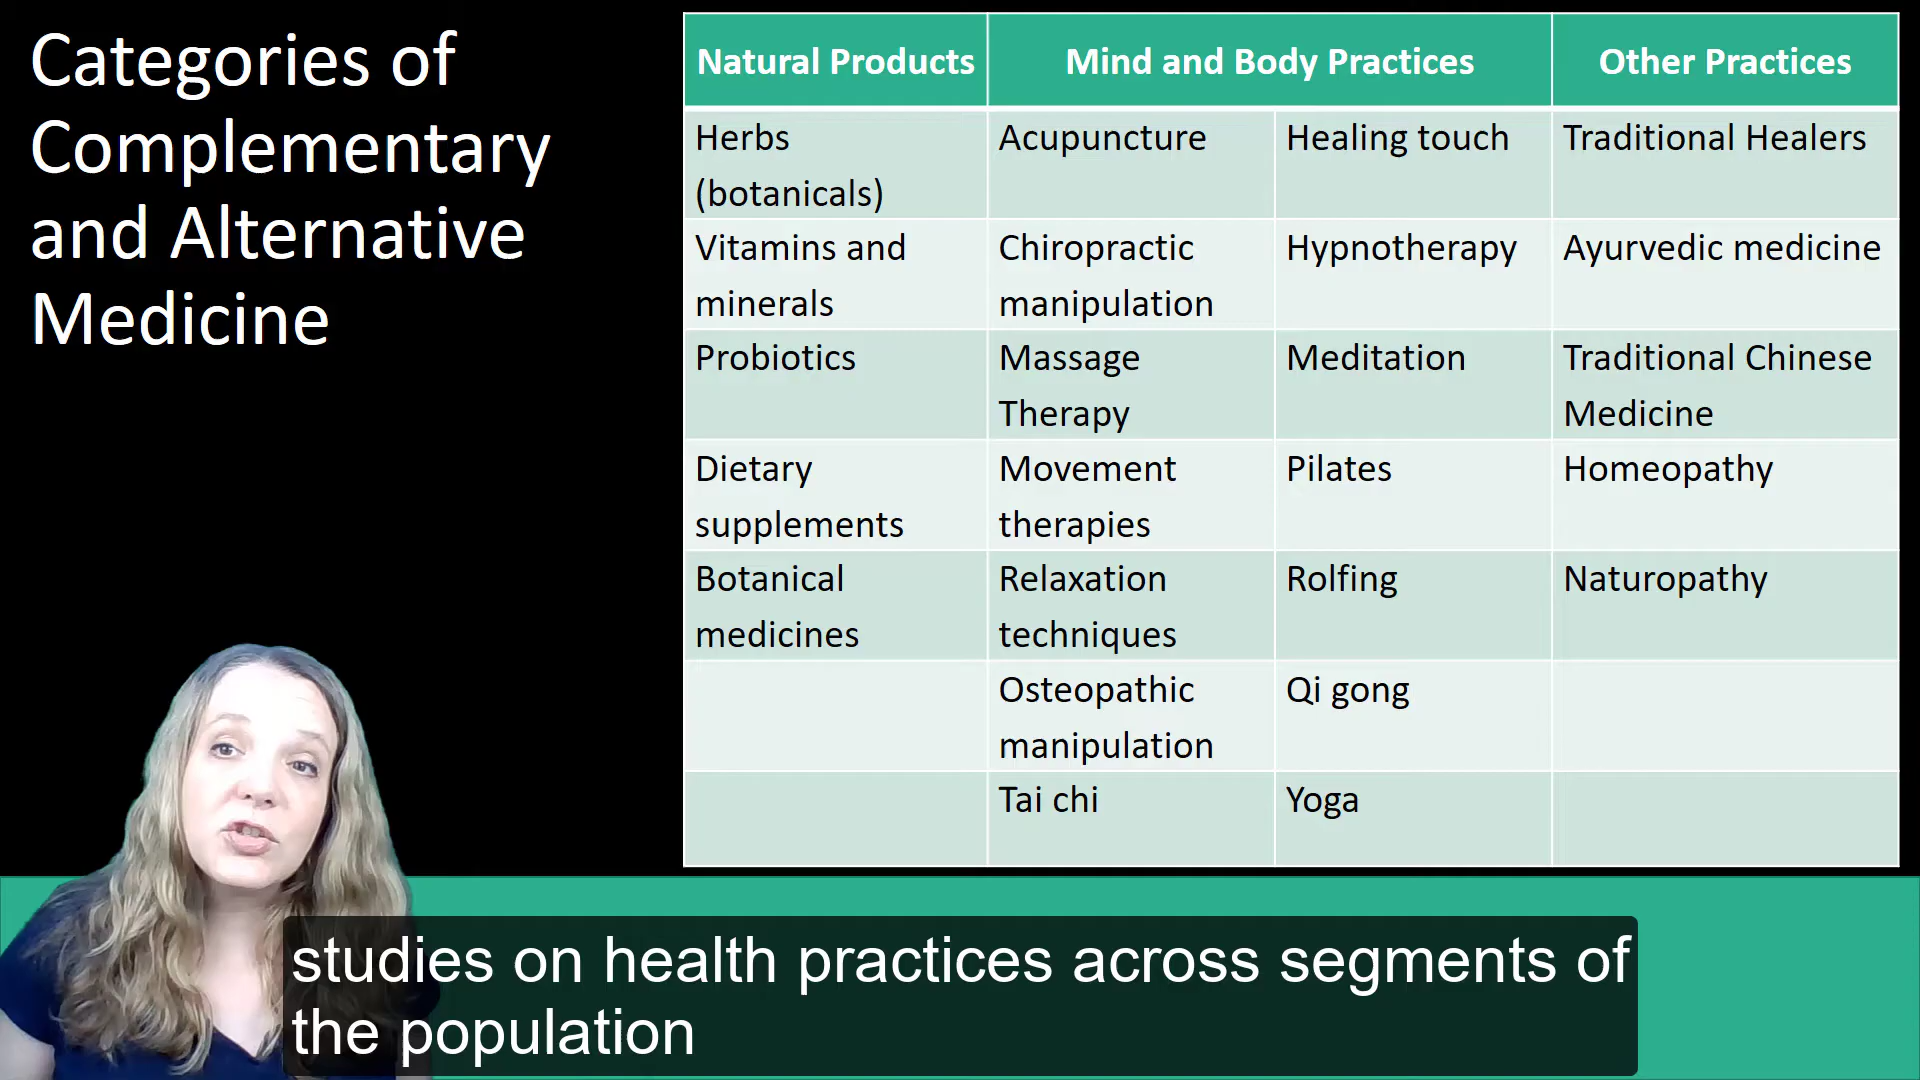 Categories of
Complementary
and Alternative
Medicine
Natural Products
Mind and Body Practices
Other Practices
Herbs
(botanicals)
Acupuncture
Healing touch
Traditional Healers
Vitamins and
minerals
Chiropractic
manipulation
Hypnotherapy
Ayurvedic medicine
Probiotics
Massage
Therapy
Meditation
Traditional Chinese
Medicine
Dietary
supplements
Movement
therapies
Pilates
Homeopathy
Botanical
medicines
Relaxation
techniques
Rolfing
Naturopathy
Osteopathic
manipulation
Qi gong
Tai chi
Yoga
studies on health practices across segments of
the population